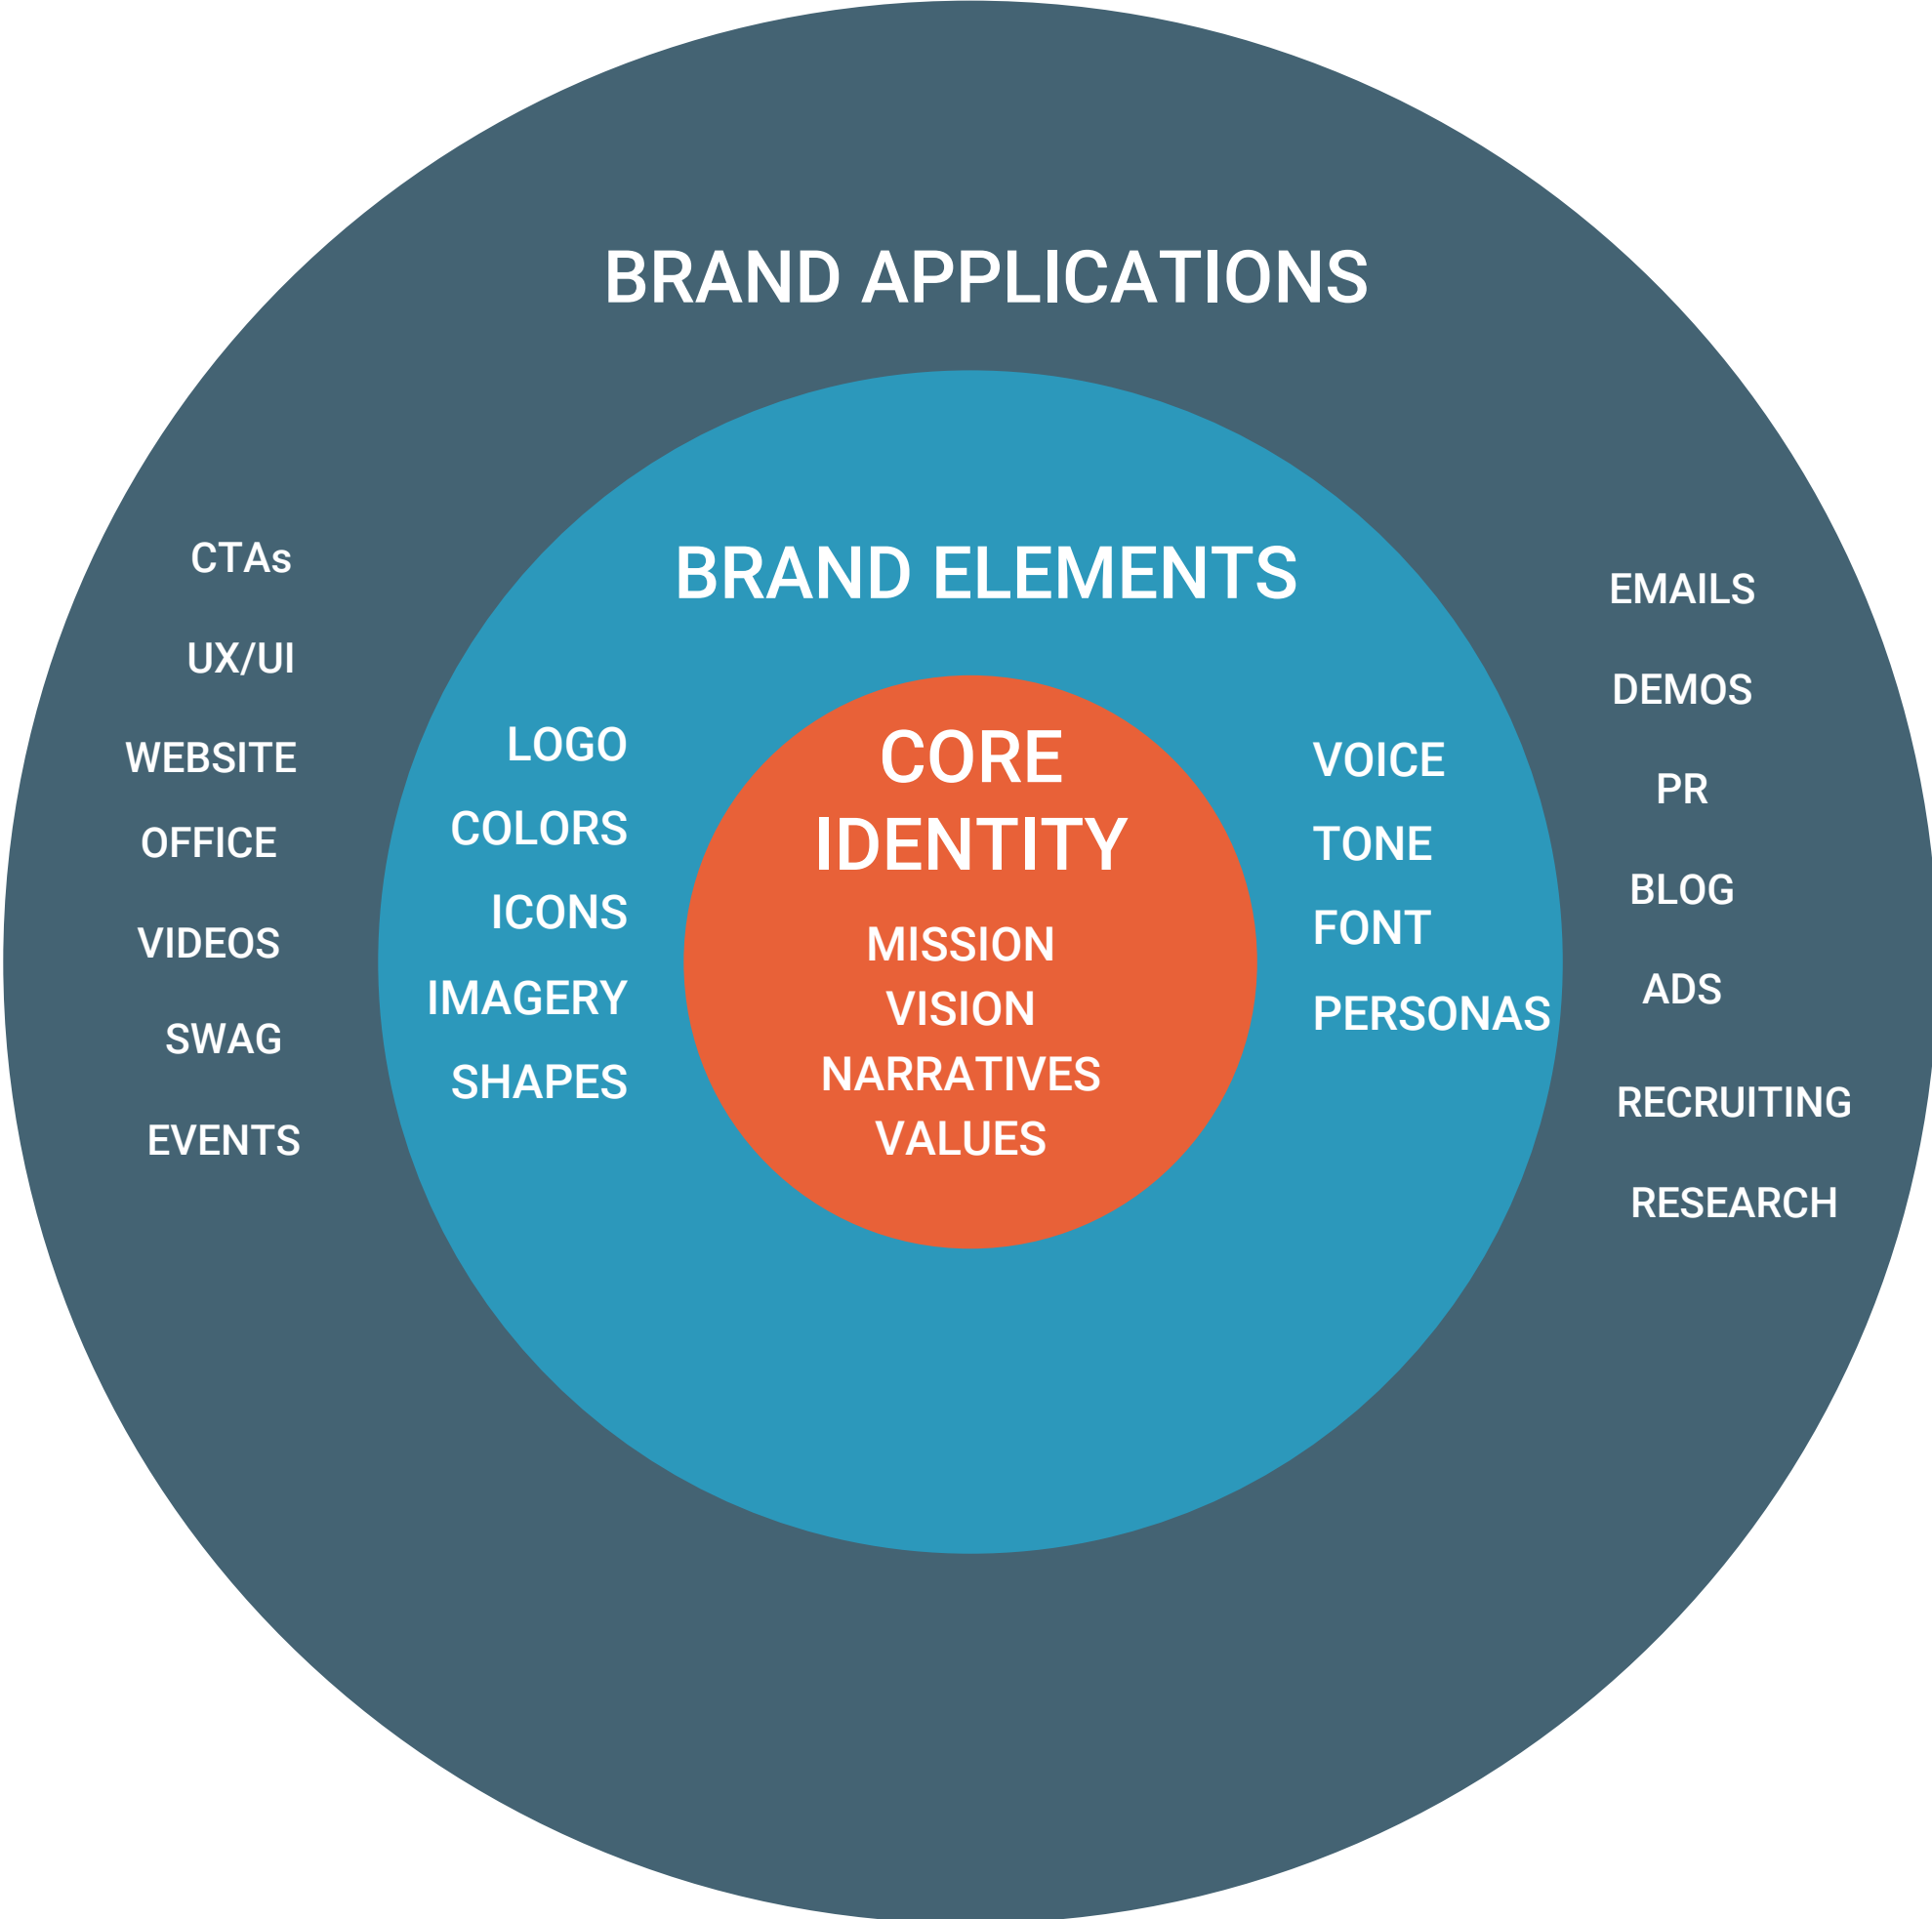 BRAND APPLICATIONS
CTAs
UX/UI
WEBSITE
OFFICE
VIDEOS
SWAG
EVENTS
BRAND ELEMENTS
LOGO
COLORS
ICONS
IMAGERY
SHAPES
CORE
IDENTITY
MISSION
VISION
NARRATIVES
VALUES
VOICE
TONE
FONT
PERSONAS
EMAILS
DEMOS
PR
BLOG
ADS
RECRUITING
RESEARCH